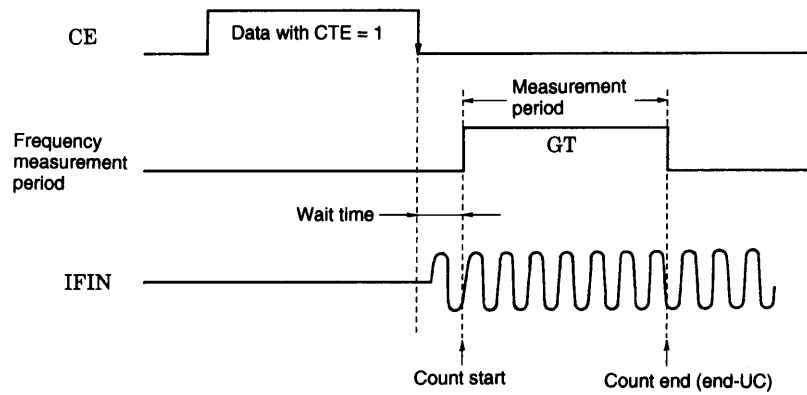 CE
Data with CTE = 1
Measurement
period
Frequency
measurement
period
GT
Wait time
IFIN
Count start
Count end (end-UC)